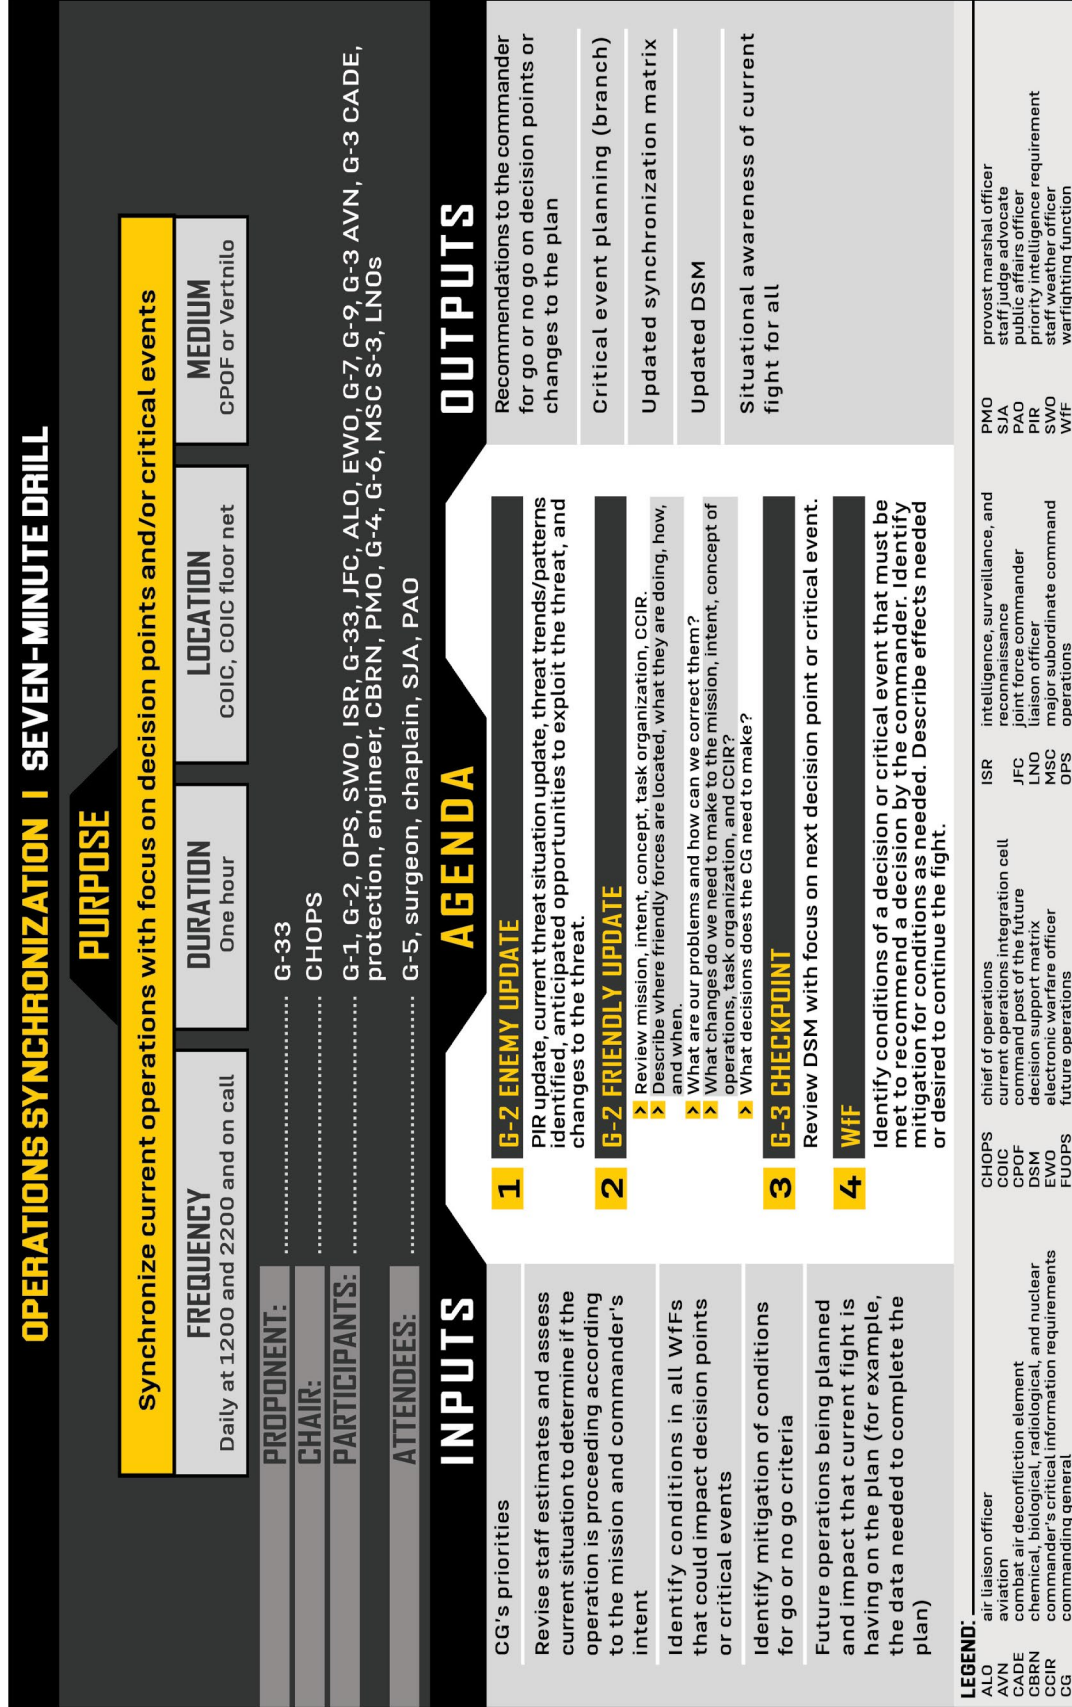 OPERATIONS SYNCHRONIZATION | SEVEN-MINUTE DRILL
PURPOSE
Synchronize current operations with focus on decision points and/or critical events
FREQUENCY
Daily at 1200 and 2200 and on call
DURATION
One hour
LOCATION
COIC, COIC floor net
MEDIUM
CPOF or Vertnilo
PROPONENT: G-33
CHAIR: CHOPS
PARTICIPANTS: G-1, G-2, OPS, SWO, ISR, G-33, JFC, ALO, EWO, G-7, G-9, G-3 AVN, G-3 CADE,
protection, engineer, CBRN, PMO, G-4, G-6, MSC S-3, LNOs
ATTENDEES: G-5, surgeon, chaplain, SJA, PAO
INPUTS
CG's priorities
Revise staff estimates and assess
current situation to determine if the
operation is proceeding according
to the mission and commander's
intent
Identify conditions in all WfFs
that could impact decision points
or critical events
Identify mitigation of conditions
for go or no go criteria
Future operations being planned
and impact that current fight is
having on the plan (for example,
the data needed to complete the
plan)
AGENDA
1 G-2 ENEMY UPDATE
PIR update, current threat situation update, threat trends/patterns
identified, anticipated opportunities to exploit the threat, and
changes to the threat.
2 G-2 FRIENDLY UPDATE
> Review mission, intent, concept, task organization, CCIR.
> Describe where friendly forces are located, what they are doing, how,
and when.
> What are our problems and how can we correct them?
> What changes do we need to make to the mission, intent, concept of
operations, task organization, and CCIR?
> What decisions does the CG need to make?
3 G-3 CHECKPOINT
Review DSM with focus on next decision point or critical event.
4 WfF
Identify conditions of a decision or critical event that must be
met to recommend a decision by the commander. Identify
mitigation for conditions as needed. Describe effects needed
or desired to continue the fight.
OUTPUTS
Recommendations to the commander
for go or no go on decision points or
changes to the plan
Critical event planning (branch)
Updated synchronization matrix
Updated DSM
Situational awareness of current
fight for all
LEGEND:
ALO air liaison officer
AVN aviation
CADE combat air deconfliction element
CBRN chemical, biological, radiological, and nuclear
CCIR commander's critical information requirements
CG commanding general
CHOPS chief of operations
COIC current operations integration cell
CPOF command post of the future
DSM decision support matrix
EWO electronic warfare officer
FUOPS future operations
ISR intelligence, surveillance, and
reconnaissance
JFC joint force commander
LNO liaison officer
MSC major subordinate command
OPS operations
PMO provost marshal officer
SJA staff judge advocate
PAO public affairs officer
PIR priority intelligence requirement
SWO staff weather officer
WfF warfighting function